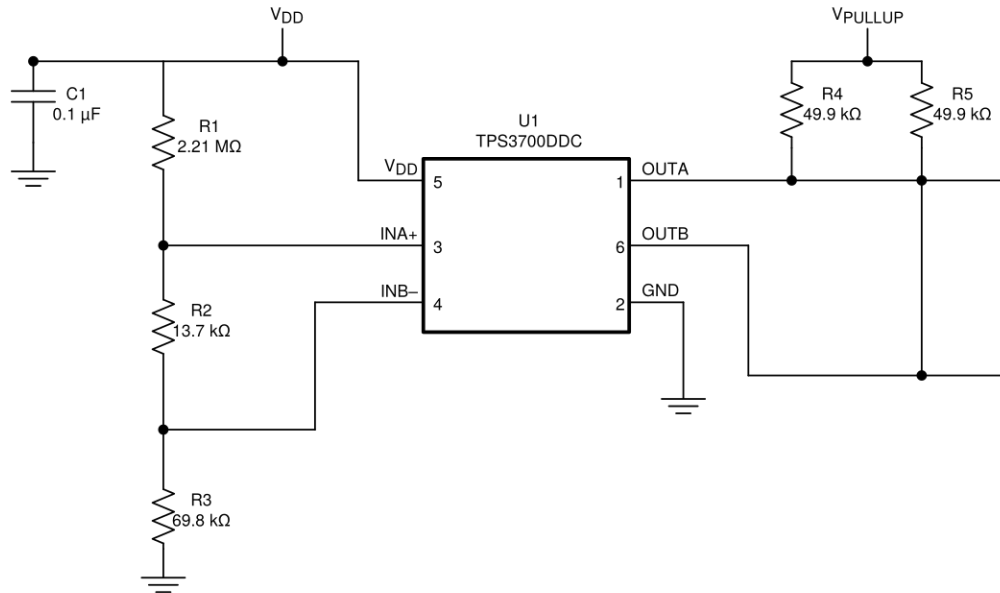 VDD
VPULLUP
C1
0.1 µF
R1
2.21 MΩ
R4
49.9 kΩ
R5
49.9 kΩ
U1
TPS3700DDC
VDD
5
1
OUTA
INA+
3
6
OUTB
INB–
4
2
GND
R2
13.7 kΩ
R3
69.8 kΩ